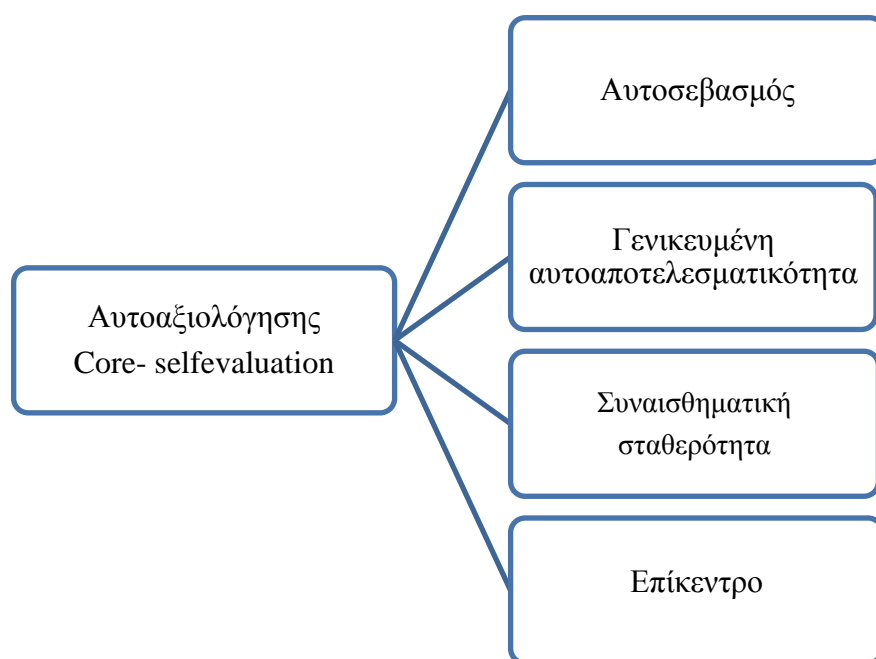 Αυτοσεβασμός
Γενικευμένη
αυτοαποτελεσματικότητα
Αυτοαξιολόγησης
Core- selfevaluation
Συναισθηματική
σταθερότητα
Επίκεντρο